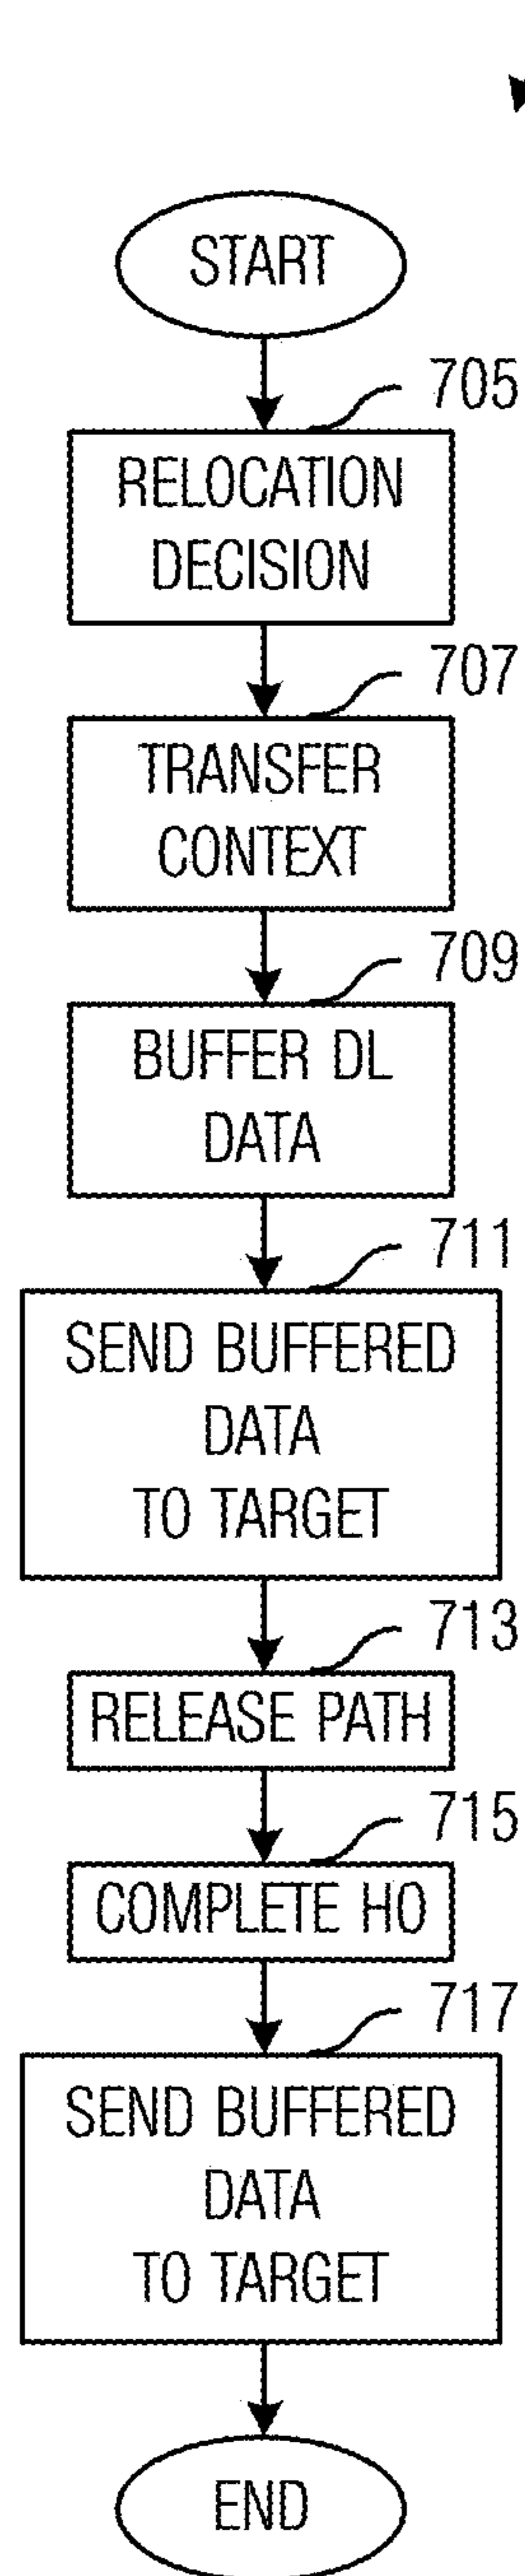 START
705
RELOCATION
DECISION
707
TRANSFER
CONTEXT
709
BUFFER DL
DATA
711
SEND BUFFERED
DATA
TO TARGET
713
RELEASE PATH
715
COMPLETE HO
717
SEND BUFFERED
DATA
TO TARGET
END